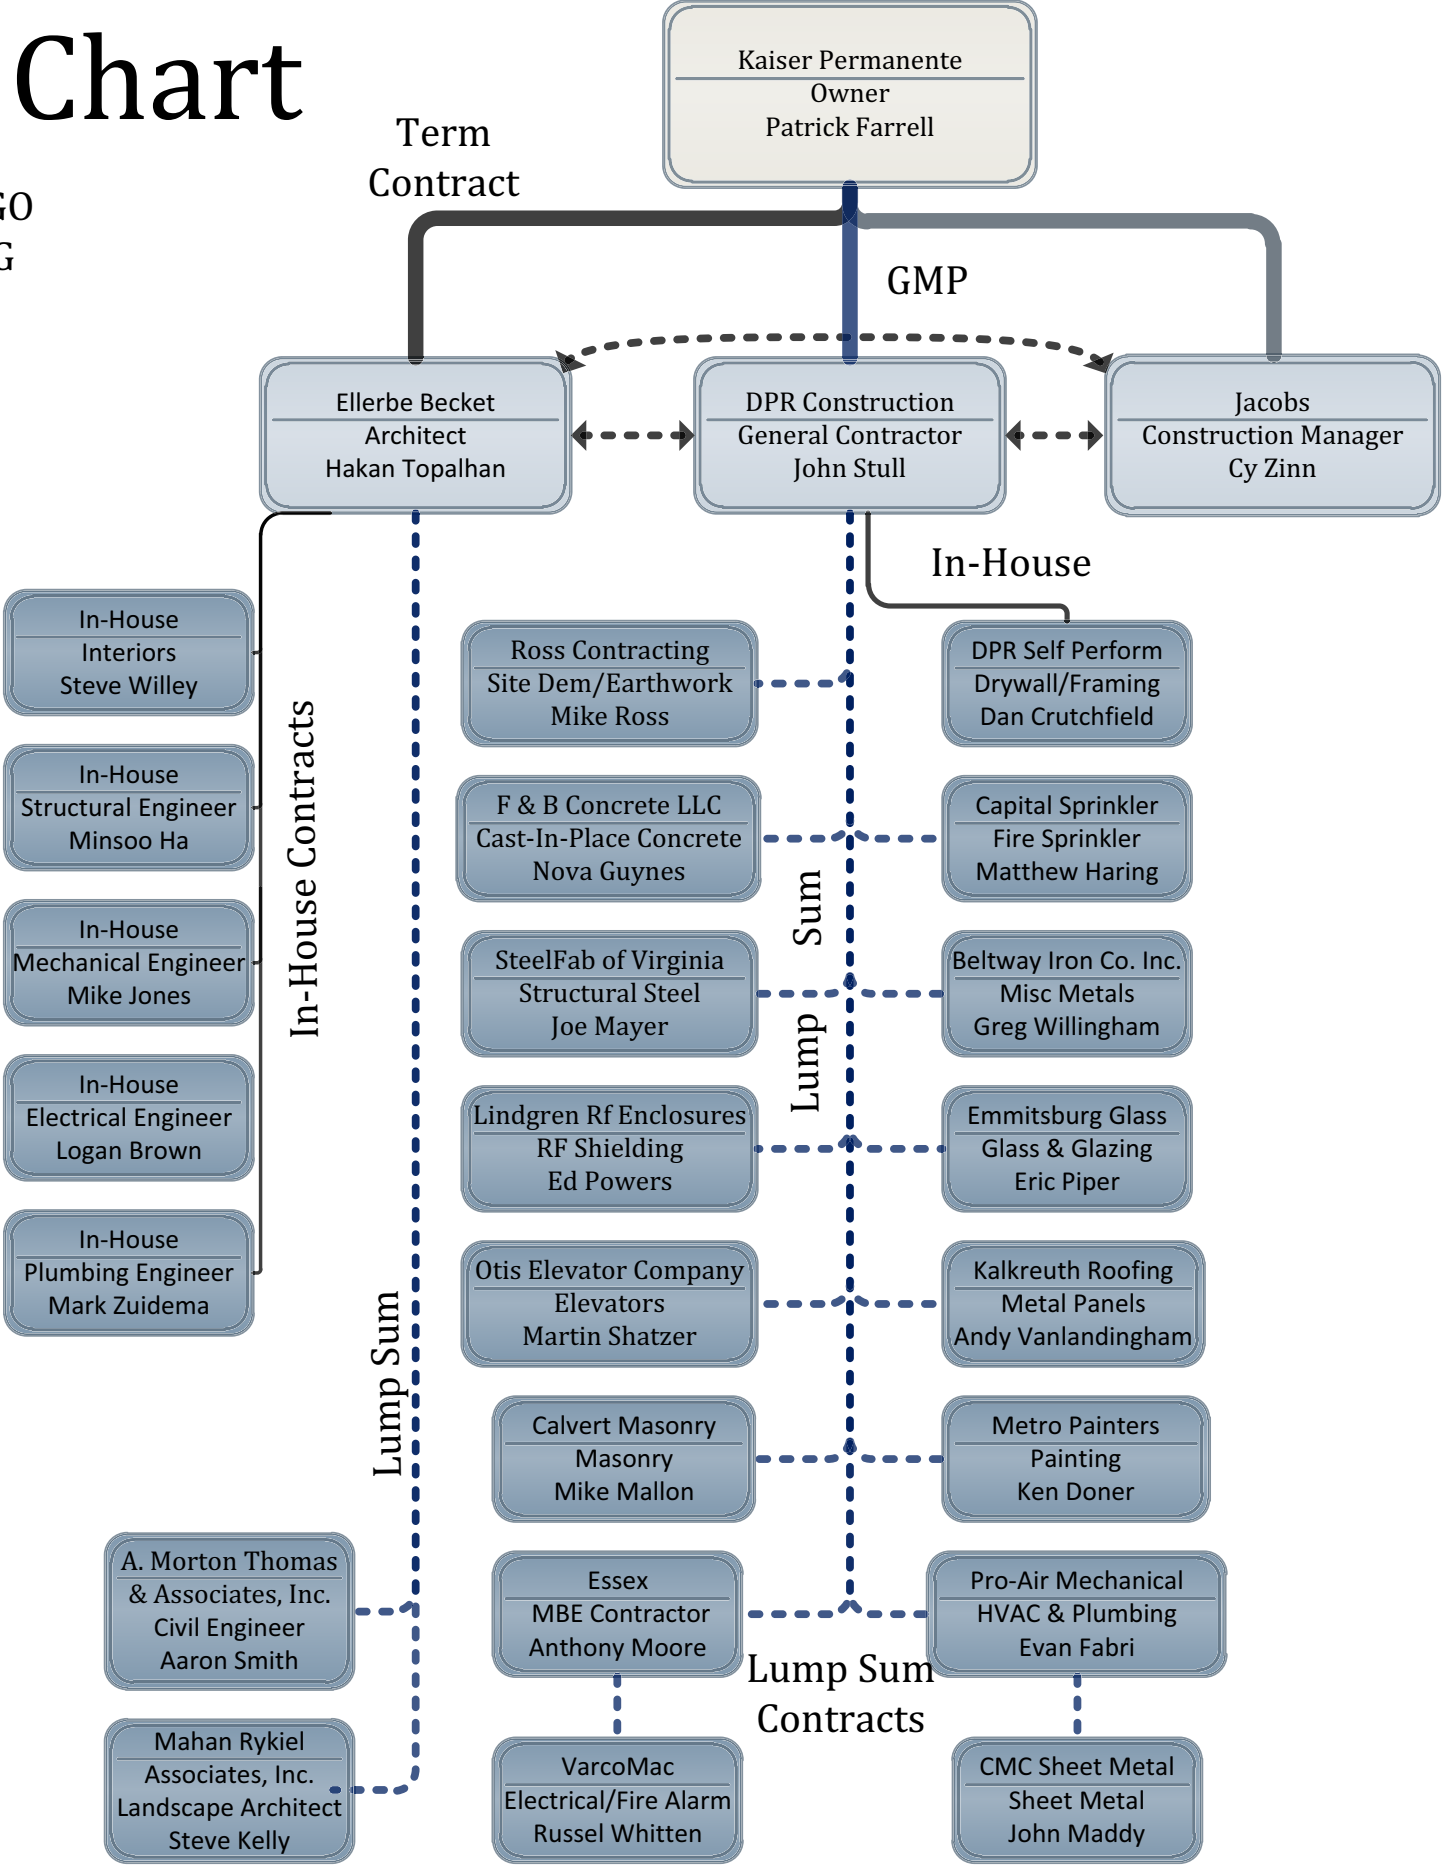 Chart
GO
G
Kaiser Permanente
Owner
Patrick Farrell
Term
Contract
GMP
Ellerbe Becket
Architect
Hakan Topalhan
DPR Construction
General Contractor
John Stull
Jacobs
Construction Manager
Cy Zinn
In-House
In-House
Interiors
Steve Willey
In-House
Structural Engineer
Minsoo Ha
In-House
Mechanical Engineer
Mike Jones
In-House
Electrical Engineer
Logan Brown
In-House
Plumbing Engineer
Mark Zuidema
In-House Contracts
Lump Sum
A. Morton Thomas
& Associates, Inc.
Civil Engineer
Aaron Smith
Mahan Rykiel
Associates, Inc.
Landscape Architect
Steve Kelly
Ross Contracting
Site Dem/Earthwork
Mike Ross
DPR Self Perform
Drywall/Framing
Dan Crutchfield
F & B Concrete LLC
Cast-In-Place Concrete
Nova Guynes
Capital Sprinkler
Fire Sprinkler
Matthew Haring
Lump Sum
SteelFab of Virginia
Structural Steel
Joe Mayer
Beltway Iron Co. Inc.
Misc Metals
Greg Willingham
Lindgren Rf Enclosures
RF Shielding
Ed Powers
Emmitsburg Glass
Glass & Glazing
Eric Piper
Otis Elevator Company
Elevators
Martin Shatzer
Kalkreuth Roofing
Metal Panels
Andy Vanlandingham
Calvert Masonry
Masonry
Mike Mallon
Metro Painters
Painting
Ken Doner
Essex
MBE Contractor
Anthony Moore
Pro-Air Mechanical
HVAC & Plumbing
Evan Fabri
Lump Sum
Contracts
VarcoMac
Electrical/Fire Alarm
Russel Whitten
CMC Sheet Metal
Sheet Metal
John Maddy